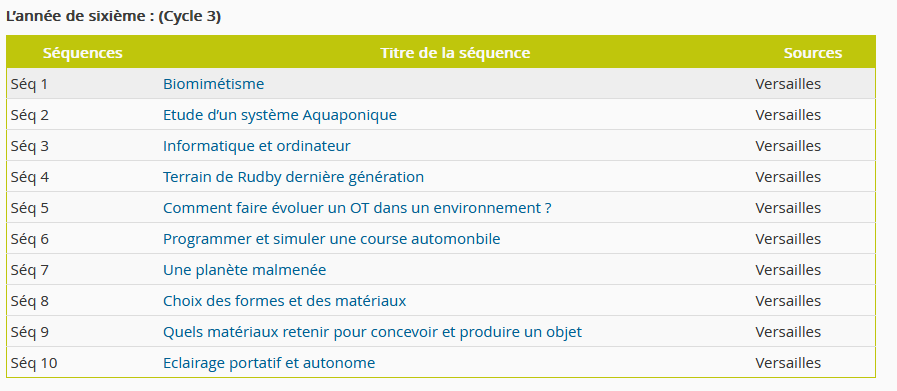 L’année de sixième : (Cycle 3)
Séquences Titre de la séquence Sources
Séq 1 Biomimétisme Versailles
Séq 2 Etude d’un système Aquaponique Versailles
Séq 3 Informatique et ordinateur Versailles
Séq 4 Terrain de Rudby dernière génération Versailles
Séq 5 Comment faire évoluer un OT dans un environnement ? Versailles
Séq 6 Programmer et simuler une course automonbile Versailles
Séq 7 Une planète malmenée Versailles
Séq 8 Choix des formes et des matériaux Versailles
Séq 9 Quels matériaux retenir pour concevoir et produire un objet Versailles
Séq 10 Eclairage portatif et autonome Versailles